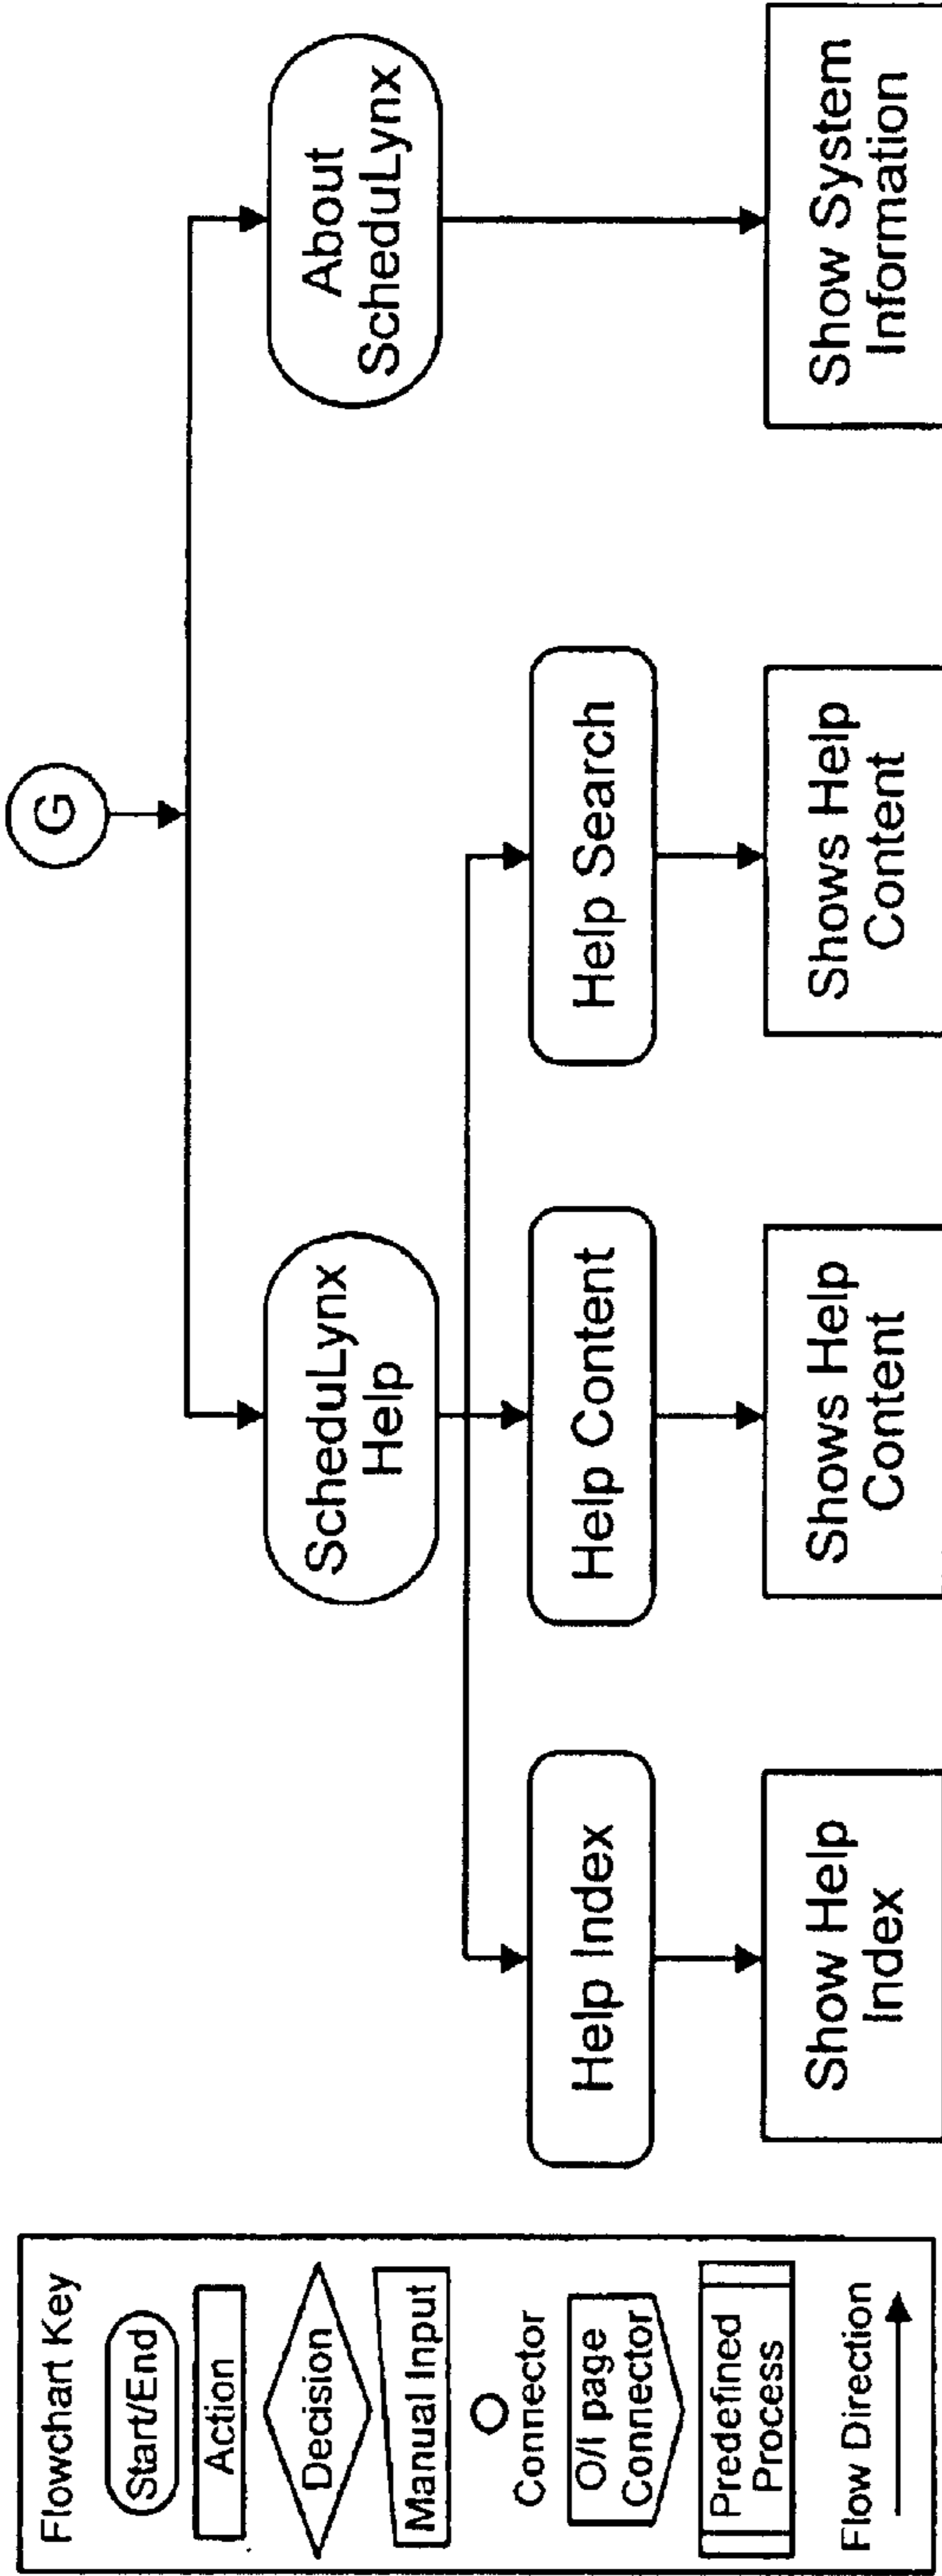 G
ScheduLynx
Help
About
ScheduLynx
Help Index
Help Content
Help Search
Show Help
Index
Shows Help
Content
Shows Help
Content
Show System
Information
Flowchart Key
Start/End
Action
Decision
Manual Input
Connector
O/I page
Connector
Predefined
Process
Flow Direction